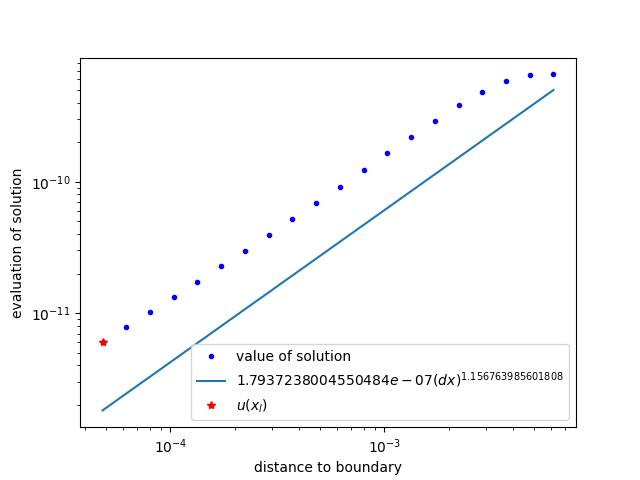 10^{-10}
10^{-11}
evaluation of solution
value of solution
1.7937238004550484e − 07(dx)^{1.156763985601808}
u(x_I)
10^{-4}
10^{-3}
distance to boundary